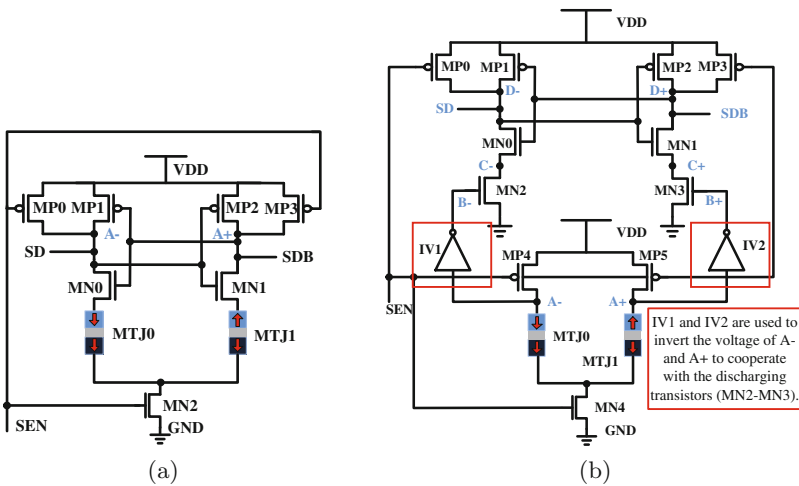 VDD
MP0 MP1 MP2 MP3
A- A+
SD SDB
MN0 MN1
MTJ0 MTJ1
MN2
SEN GND
(a)
VDD
MP0 MP1 MP2 MP3
D- D+
SD SDB
MN0 MN1
C- C+
MN2 MN3
B- B+
VDD
IV1 MP4 MP5 IV2
SEN A- A+
MTJ0 MTJ1
MN4
GND
IV1 and IV2 are used to
invert the voltage of A-
and A+ to cooperate
with the discharging
transistors (MN2-MN3).
(b)